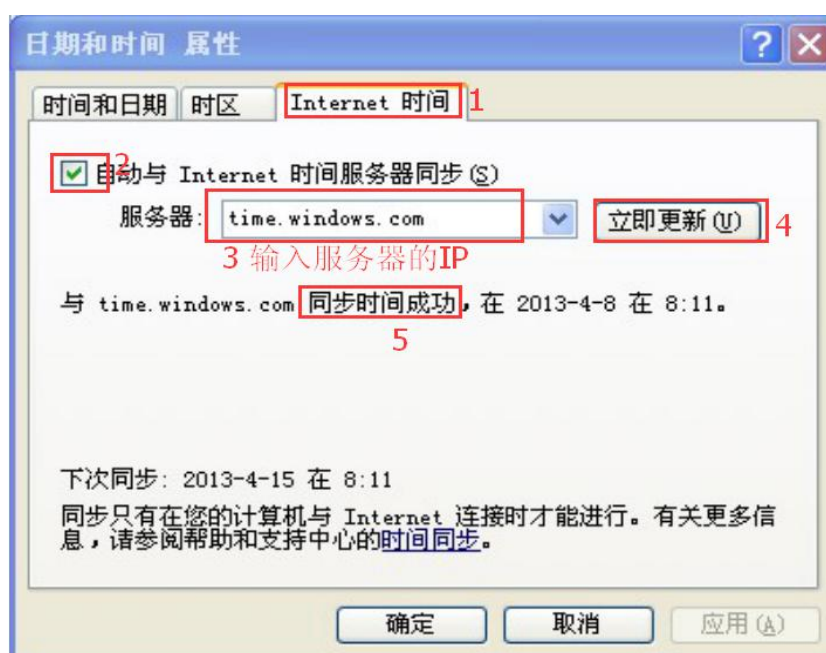 日期和时间 属性
时间和日期 时区 Internet 时间 1
2 自动与 Internet 时间服务器同步(S)
服务器: time.windows.com 立即更新(U) 4
3 输入服务器的IP
与 time.windows.com 同步时间成功,在 2013-4-8 在 8:11。
5
下次同步: 2013-4-15 在 8:11
同步只有在您的计算机与 Internet 连接时才能进行。有关更多信
息,请参阅帮助和支持中心的时间同步。
确定 取消 应用(A)